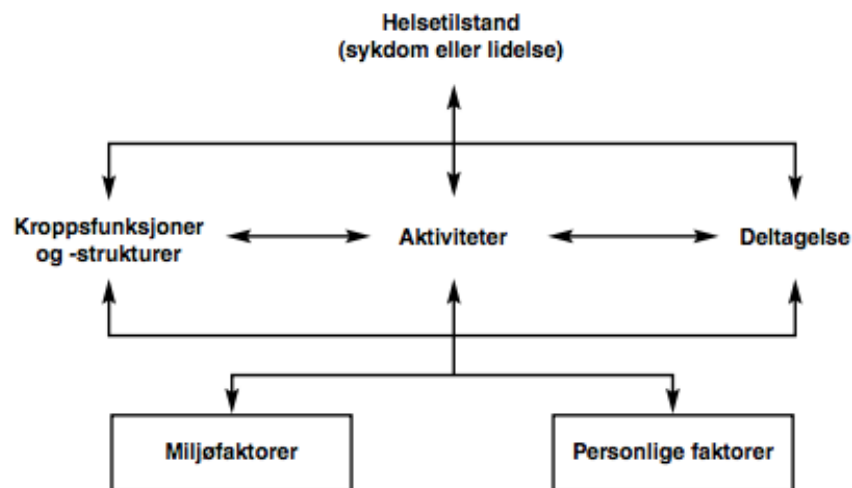 Helsetilstand
(sykdom eller lidelse)
Kroppsfunksjoner
og -strukturer
Aktiviteter
Deltagelse
Miljøfaktorer
Personlige faktorer